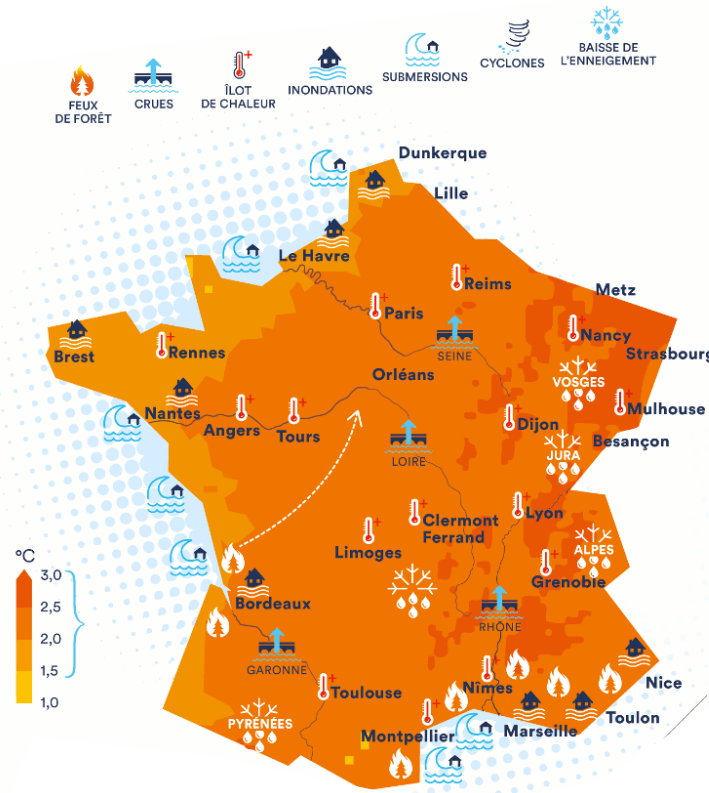 FEUX
DE FORÊT
CRUES
ÎLOT
DE CHALEUR
INONDATIONS
SUBMERSIONS
CYCLONES
BAISSE DE
L'ENNEIGEMENT
Dunkerque
Lille
Le Havre
Reims
Metz
Paris
Nancy
Strasbourg
SEINE
Brest
Rennes
Orléans
VOSGES
Nantes
Angers
Tours
Dijon
Mulhouse
Besançon
LOIRE
JURA
Clermont
Ferrand
Lyon
Limoges
ALPES
Grenoble
°C
3,0
2,5
2,0
1,5
1,0
Bordeaux
RHÔNE
GARONNE
Toulouse
Nîmes
Nice
PYRÉNÉES
Montpellier
Marseille
Toulon